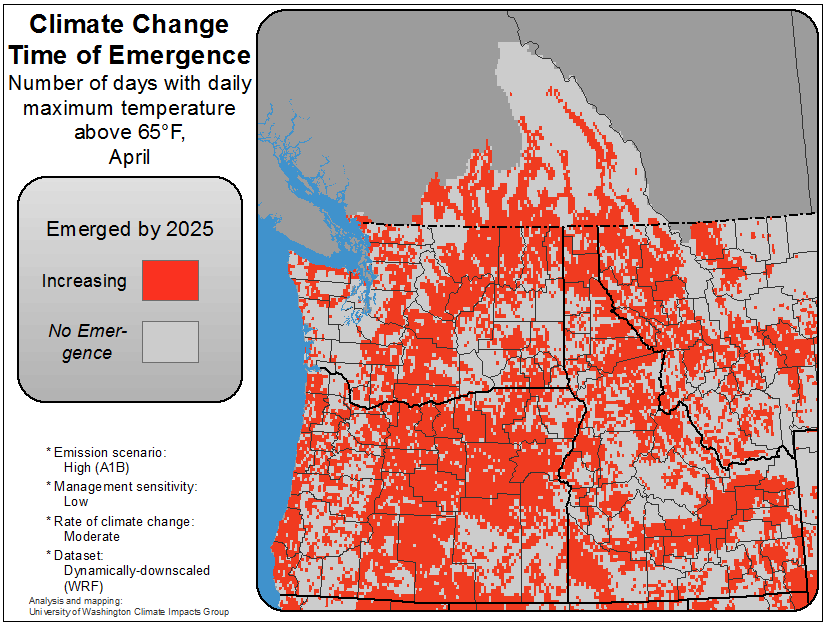 Climate Change
Time of Emergence
Number of days with daily
maximum temperature
above 65°F,
April
Emerged by 2025
Increasing
No Emer-
gence
* Emission scenario:
High (A1B)
* Management sensitivity:
Low
* Rate of climate change:
Moderate
* Dataset:
Dynamically-downscaled
(WRF)
Analysis and mapping:
University of Washington Climate Impacts Group